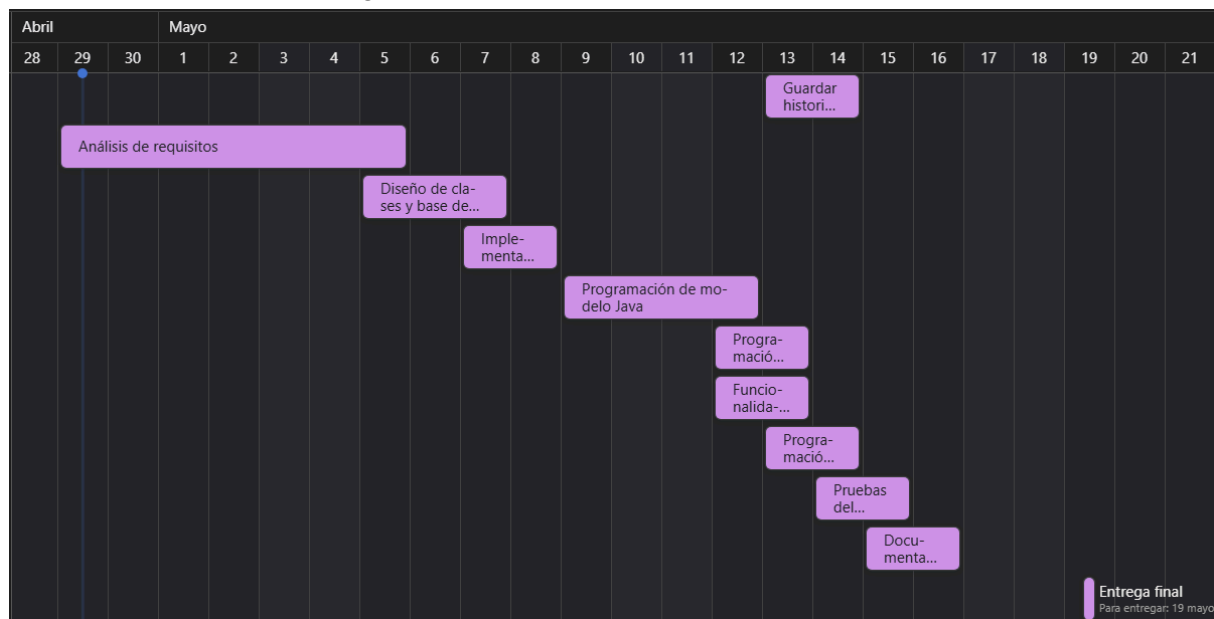 Abril Mayo
28 29 30 1 2 3 4 5 6 7 8 9 10 11 12 13 14 15 16 17 18 19 20 21
Guardar
histori...
Análisis de requisitos
Diseño de cla-
ses y base de...
Imple-
menta...
Programación de mo-
delo Java
Progra-
mació...
Funcio-
nalida-...
Progra-
mació...
Pruebas
del...
Docu-
menta...
Entrega final
Para entregar: 19 mayo